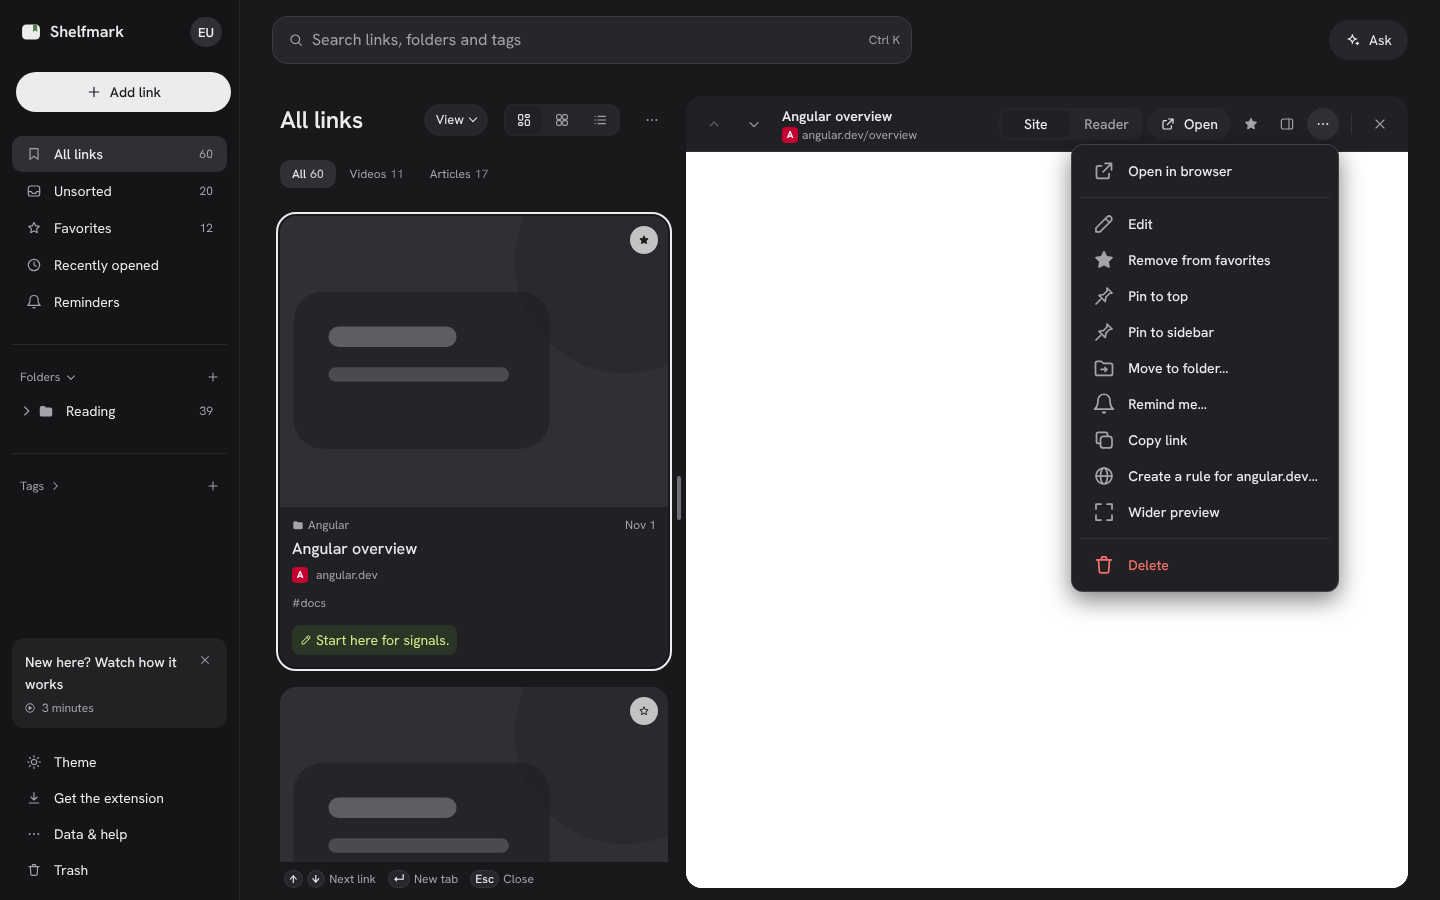 Shelfmark
EU
Add link
All links 60
Unsorted 20
Favorites 12
Recently opened
Reminders
Folders
Reading 39
Tags
New here? Watch how it
works
3 minutes
Theme
Get the extension
Data & help
Trash
Search links, folders and tags
Ctrl K
Ask
All links
View
All 60
Videos 11
Articles 17
Angular
Nov 1
Angular overview
A angular.dev
#docs
Start here for signals.
Next link
New tab
Esc Close
Angular overview
A angular.dev/overview
Site
Reader
Open
Open in browser
Edit
Remove from favorites
Pin to top
Pin to sidebar
Move to folder...
Remind me...
Copy link
Create a rule for angular.dev...
Wider preview
Delete